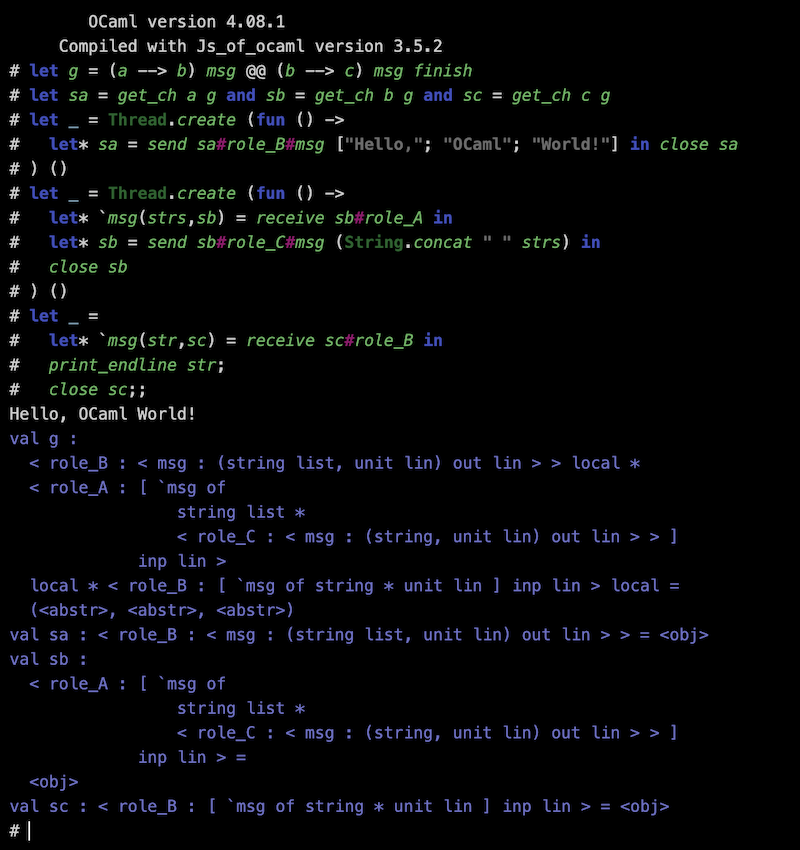 OCaml version 4.08.1
     Compiled with Js_of_ocaml version 3.5.2
# let g = (a --> b) msg @@ (b --> c) msg finish
# let sa = get_ch a g and sb = get_ch b g and sc = get_ch c g
# let _ = Thread.create (fun () ->
#   let* sa = send sa#role_B#msg ["Hello,"; "OCaml"; "World!"] in close sa
# ) ()
# let _ = Thread.create (fun () ->
#   let* `msg(strs,sb) = receive sb#role_A in
#   let* sb = send sb#role_C#msg (String.concat " " strs) in
#   close sb
# ) ()
# let _ =
#   let* `msg(str,sc) = receive sc#role_B in
#   print_endline str;
#   close sc;;
Hello, OCaml World!
val g :
  < role_B : < msg : (string list, unit lin) out lin > > local *
  < role_A : [ `msg of
                 string list *
                 < role_C : < msg : (string, unit lin) out lin > > ]
             inp lin >
  local * < role_B : [ `msg of string * unit lin ] inp lin > local =
  (<abstr>, <abstr>, <abstr>)
val sa : < role_B : < msg : (string list, unit lin) out lin > > = <obj>
val sb :
  < role_A : [ `msg of
                 string list *
                 < role_C : < msg : (string, unit lin) out lin > > ]
             inp lin > =
  <obj>
val sc : < role_B : [ `msg of string * unit lin ] inp lin > = <obj>
#